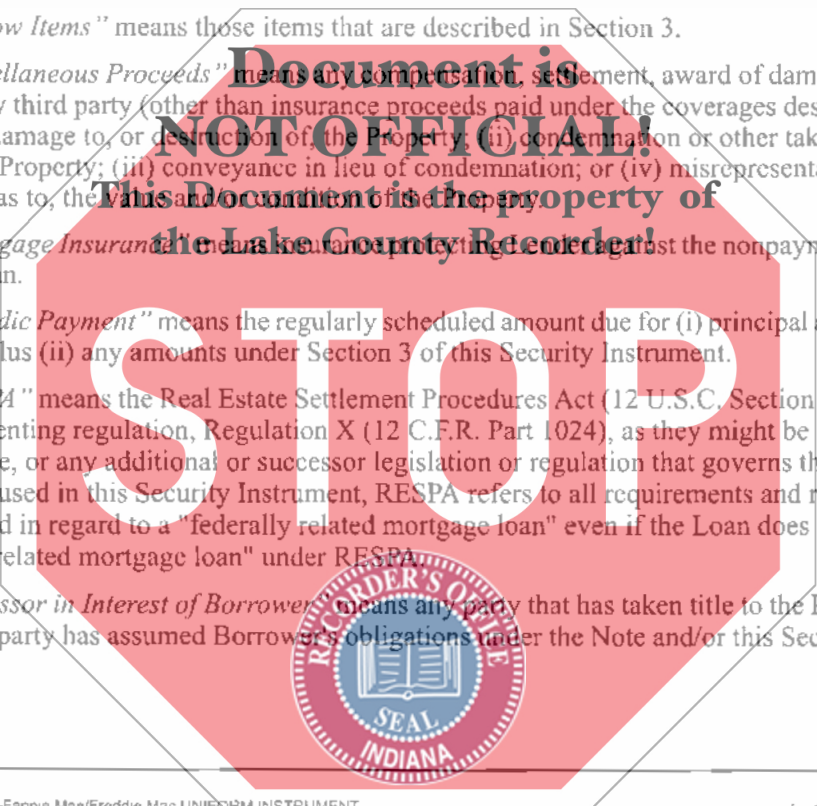 ow Items" means those items that are described in Section 3.
Document is
ellaneous Proceeds" means any compensation, settlement, award of dam
y third party (other than insurance proceeds paid under the coverages des
damage to, or destruction of, the Property; (ii) condemnation or other tak
NOT OFFICIAL!
Property; (iii) conveyance in lieu of condemnation; or (iv) misrepresenta
as to, the value and/or condition of the Property.
This Document is the property of
the Lake County Recorder!
gage Insurance" means insurance protecting Lender against the nonpaym
an.
dic Payment" means the regularly scheduled amount due for (i) principal a
lus (ii) any amounts under Section 3 of this Security Instrument.
STOP
A" means the Real Estate Settlement Procedures Act (12 U.S.C. Section
enting regulation, Regulation X (12 C.F.R. Part 1024), as they might be
e, or any additional or successor legislation or regulation that governs th
used in this Security Instrument, RESPA refers to all requirements and r
d in regard to a "federally related mortgage loan" even if the Loan does
related mortgage loan" under RESPA.
ssor in Interest of Borrower" means any party that has taken title to the P
party has assumed Borrower's obligations under the Note and/or this Sec
RECORDER'S OFFICE
SEAL
INDIANA
Fannie Mae/Freddie Mac UNIFORM INSTRUMENT